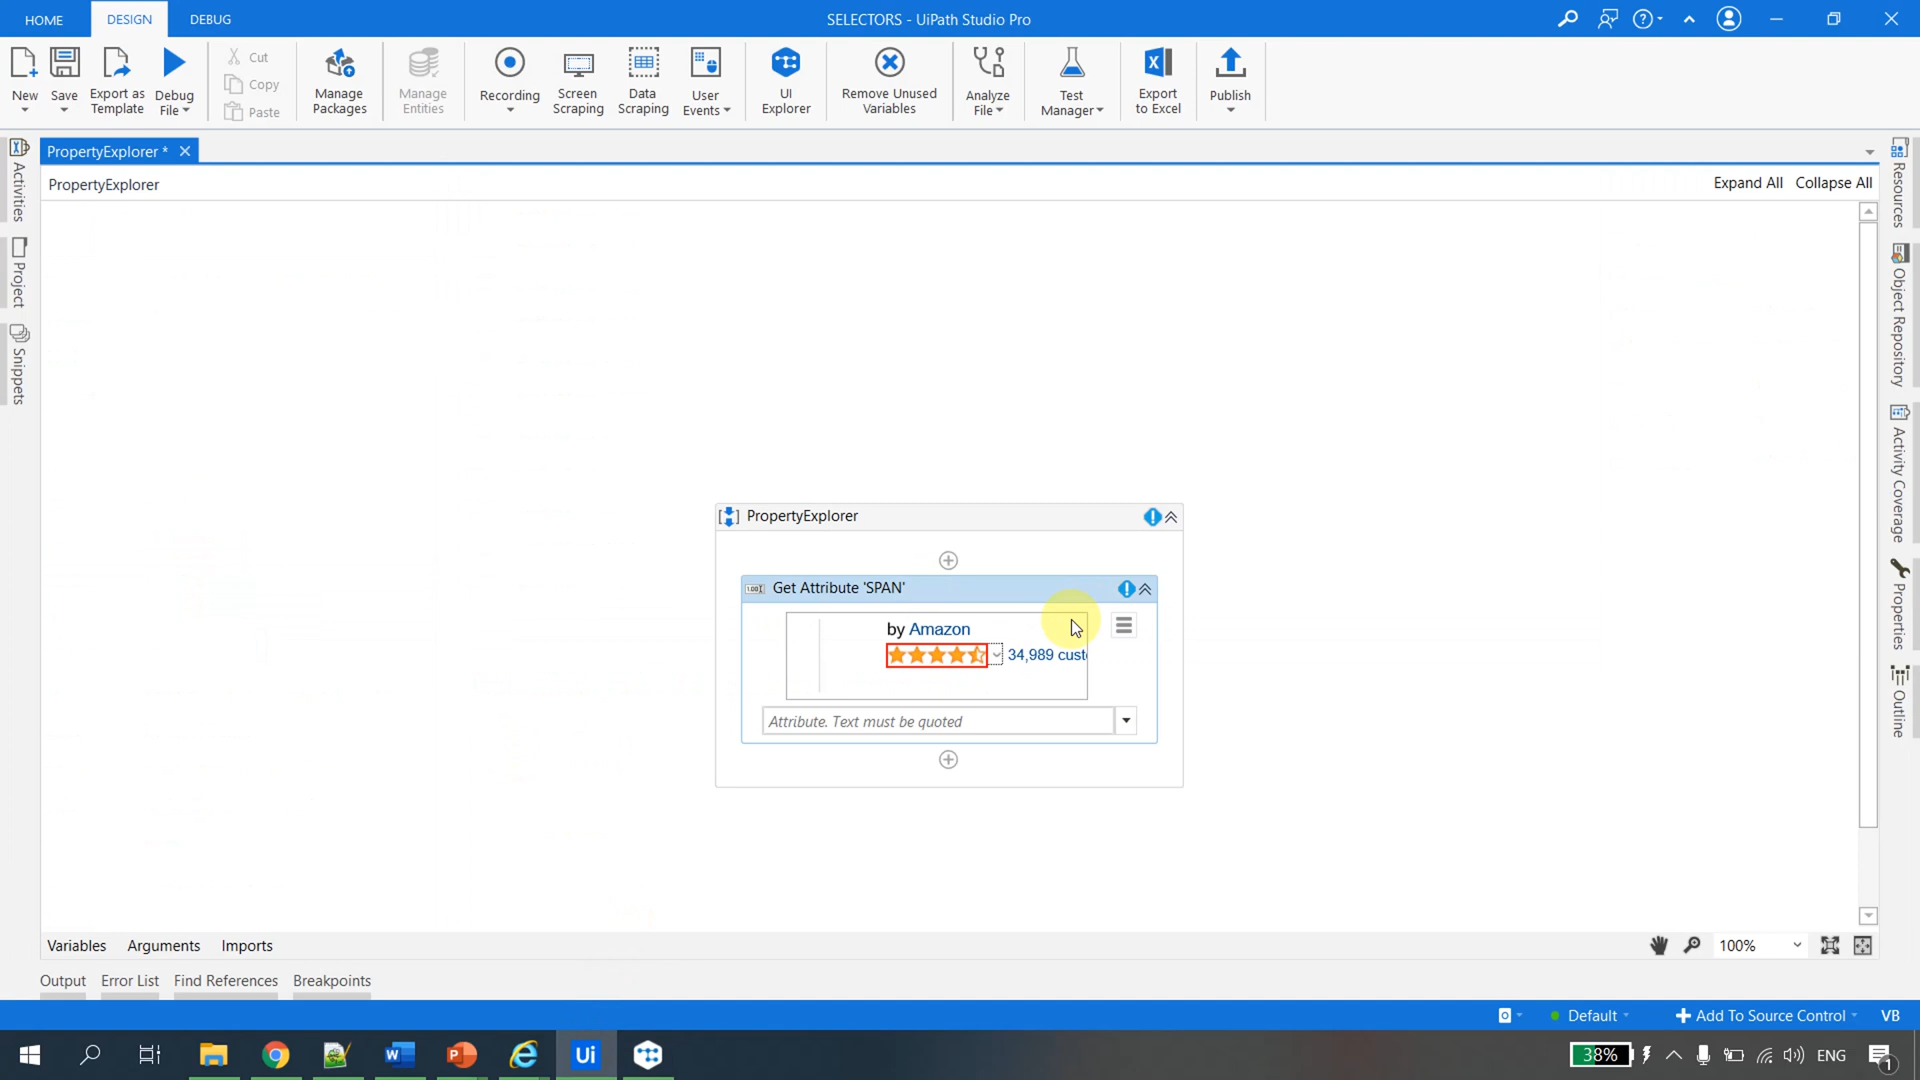 HOME DESIGN DEBUG SELECTORS - UiPath Studio Pro
New Save Export as Template Debug File Cut Copy Paste Manage Packages Manage Entities Recording Screen Scraping Data Scraping User Events UI Explorer Remove Unused Variables Analyze File Test Manager Export to Excel Publish
PropertyExplorer *
PropertyExplorer Expand All Collapse All
Activities
Project
Snippets
Resources
Object Repository
Activity Coverage
Properties
Outline
PropertyExplorer
Get Attribute 'SPAN'
by Amazon
34,989 custo
Attribute. Text must be quoted
Variables Arguments Imports 100%
Output Error List Find References Breakpoints
Default Add To Source Control VB
38% ENG 1